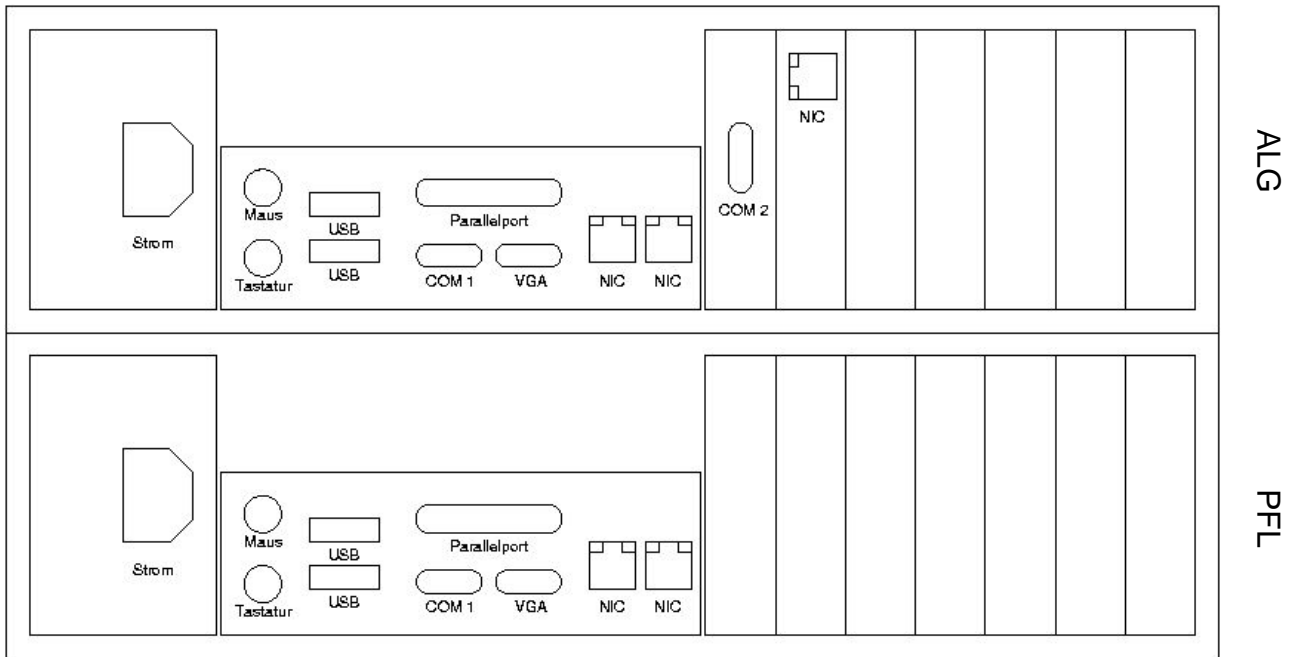 NIC
ALG
Maus
USB
Parallelport
COM 2
Strom
Tastatur
USB
COM 1
VGA
NIC
NIC
PFL
Maus
USB
Parallelport
Strom
Tastatur
USB
COM 1
VGA
NIC
NIC